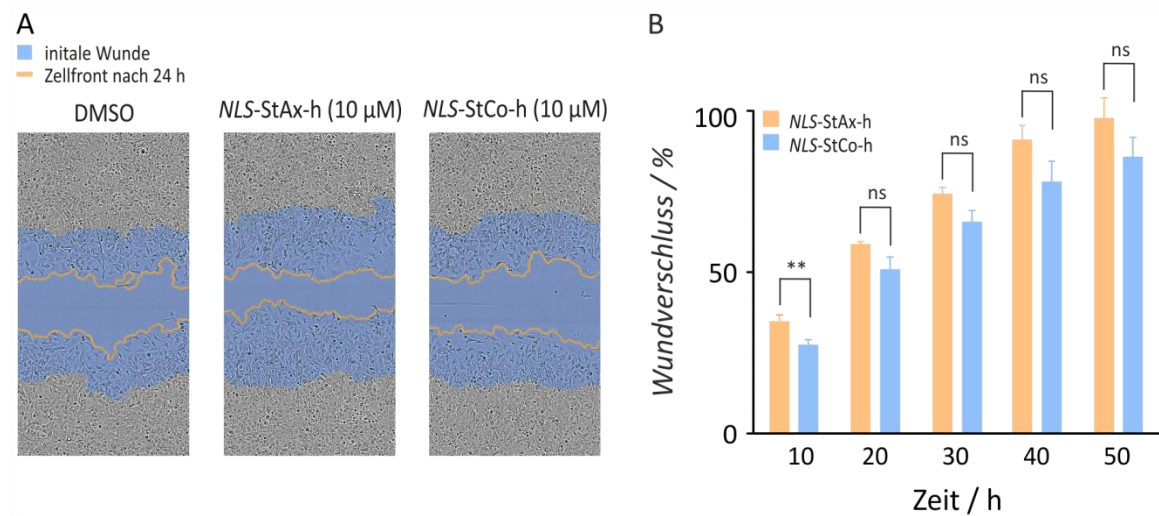 A
initale Wunde
Zellfront nach 24 h
DMSO
NLS-StAx-h (10 µM)
NLS-StCo-h (10 µM)
B
Wundverschluss / %
100
50
0
NLS-StAx-h
NLS-StCo-h
**
ns
ns
ns
ns
10
20
30
40
50
Zeit / h